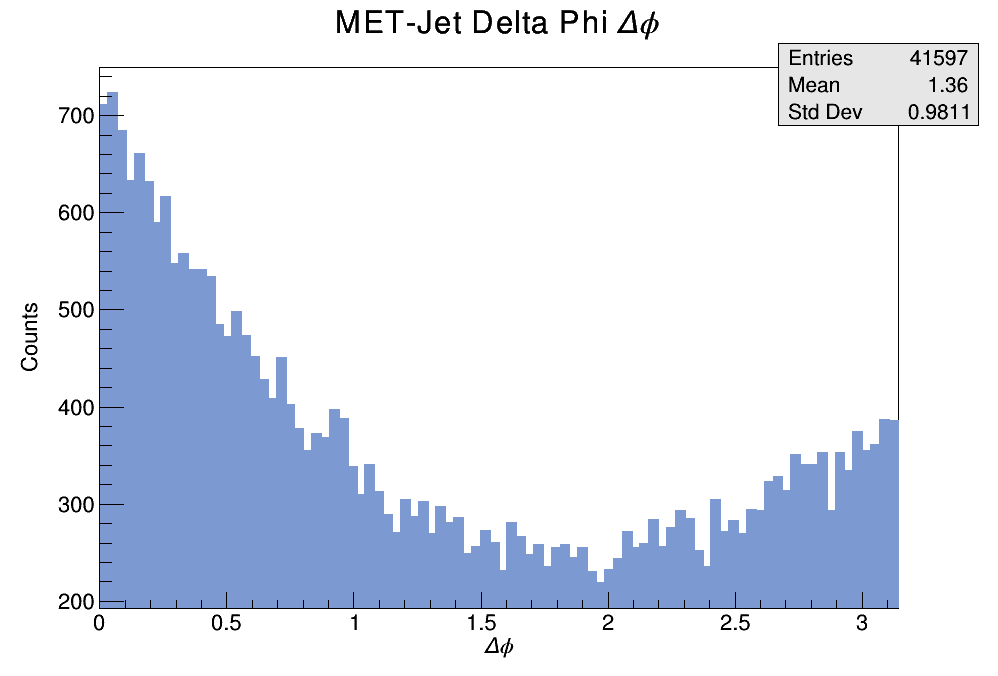 MET-Jet Delta Phi Δϕ
Entries 41597
Mean 1.36
Std Dev 0.9811
700
600
500
400
300
200
Counts
0 0.5 1 1.5 2 2.5 3
Δϕ